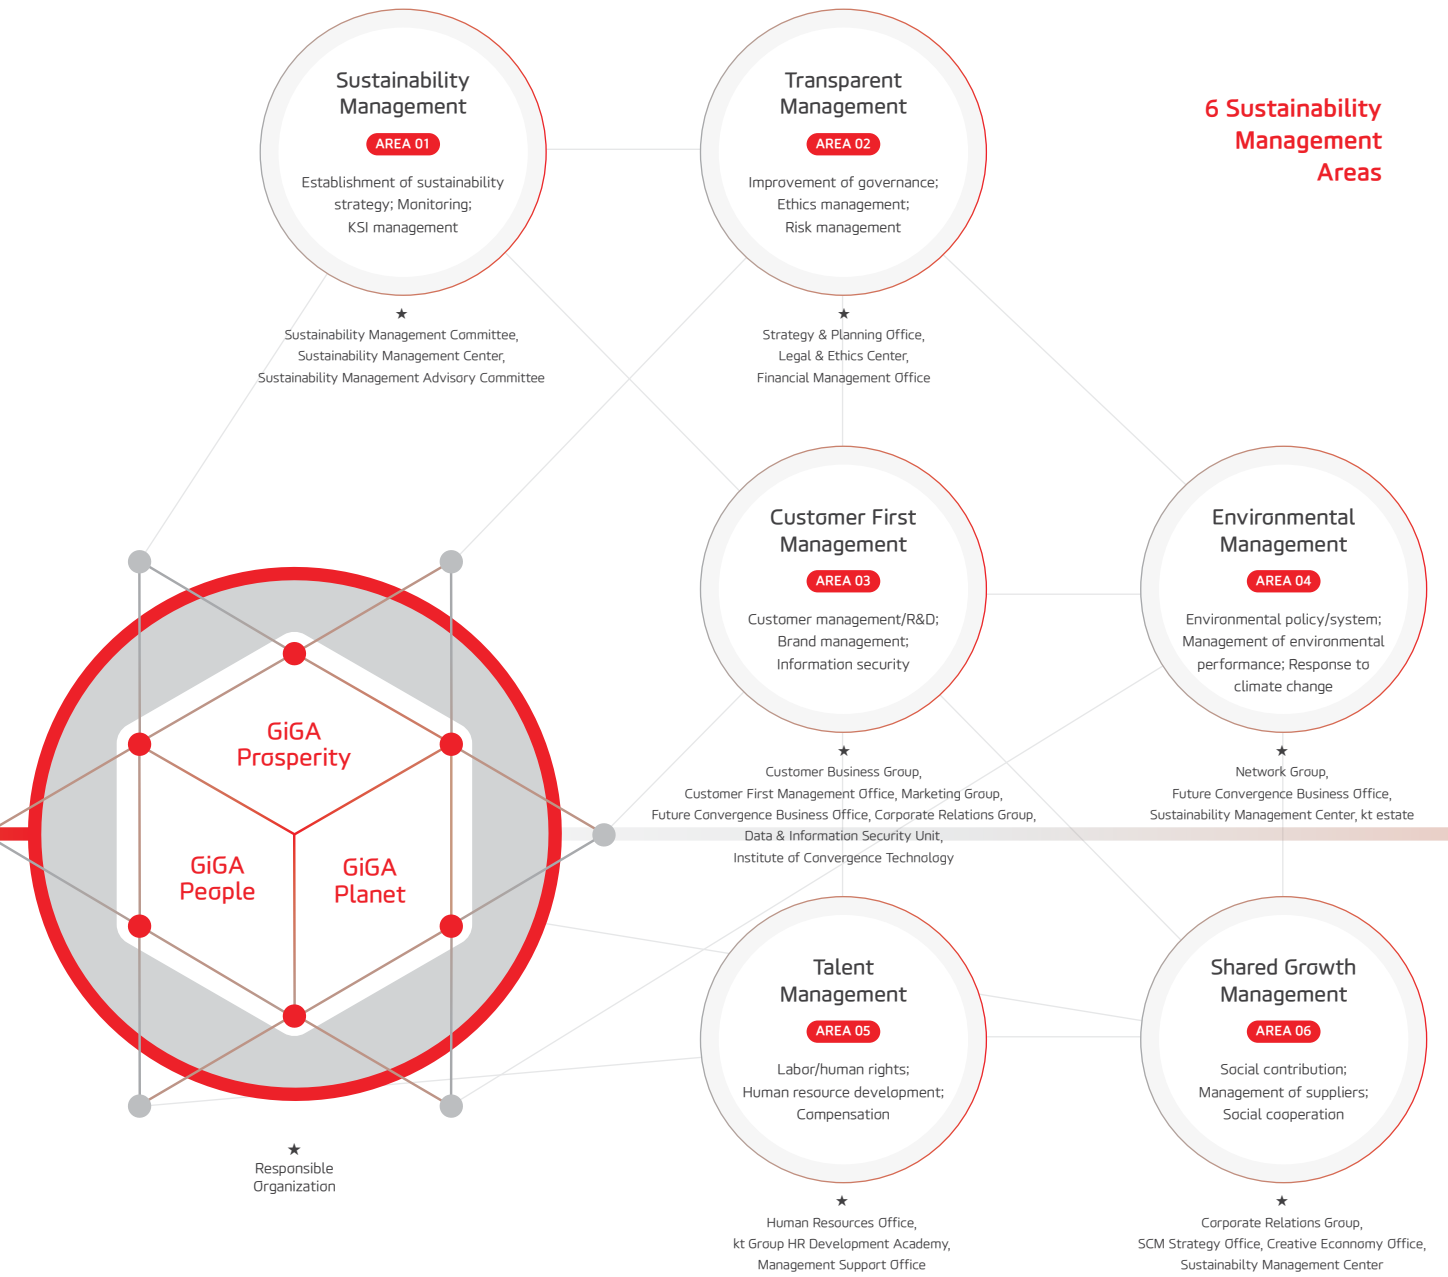 Sustainability
Management
AREA 01
Establishment of sustainability
strategy; Monitoring;
KSI management
★
Sustainability Management Committee,
Sustainability Management Center,
Sustainability Management Advisory Committee
Transparent
Management
AREA 02
Improvement of governance;
Ethics management;
Risk management
★
Strategy & Planning Office,
Legal & Ethics Center,
Financial Management Office
6 Sustainability
Management
Areas
Customer First
Management
AREA 03
Customer management/R&D;
Brand management;
Information security
★
Customer Business Group,
Customer First Management Office, Marketing Group,
Future Convergence Business Office, Corporate Relations Group,
Data & Information Security Unit,
Institute of Convergence Technology
Environmental
Management
AREA 04
Environmental policy/system;
Management of environmental
performance; Response to
climate change
★
Network Group,
Future Convergence Business Office,
Sustainability Management Center, kt estate
GiGA
Prosperity
GiGA
People
GiGA
Planet
★
Responsible
Organization
Talent
Management
AREA 05
Labor/human rights;
Human resource development;
Compensation
★
Human Resources Office,
kt Group HR Development Academy,
Management Support Office
Shared Growth
Management
AREA 06
Social contribution;
Management of suppliers;
Social cooperation
★
Corporate Relations Group,
SCM Strategy Office, Creative Econnomy Office,
Sustainabilty Management Center